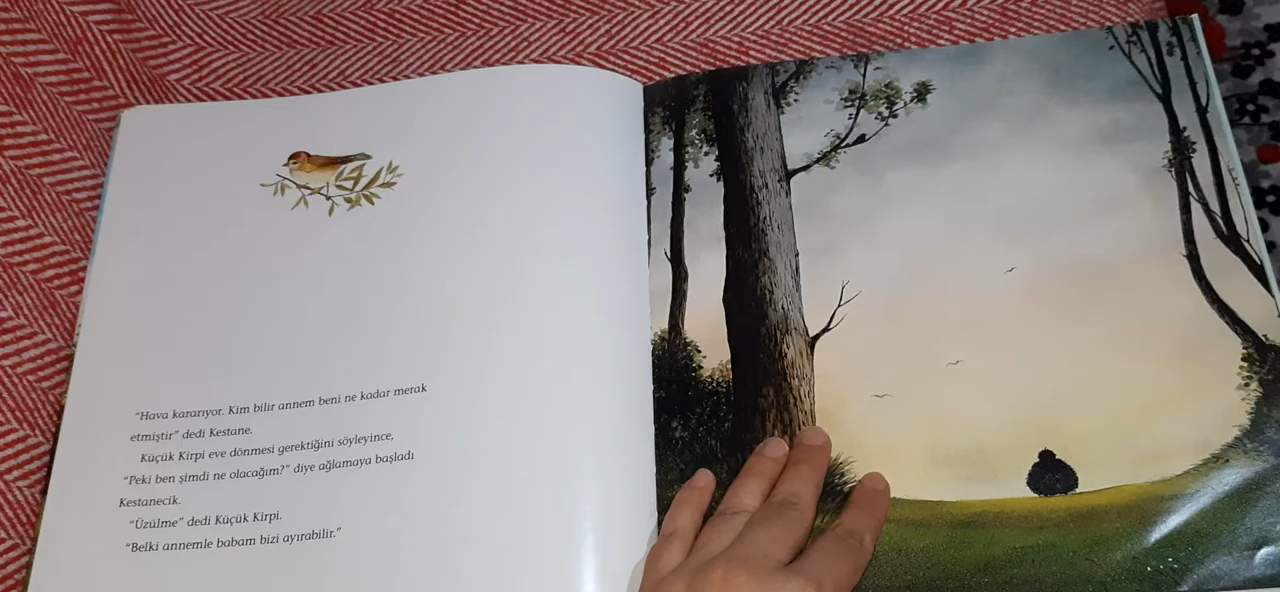 “Hava kararıyor. Kim bilir annem beni ne kadar merak
etmiştir” dedi Kestane.
Küçük Kirpi eve dönmesi gerektiğini söyleyince,
“Peki ben şimdi ne olacağım?” diye ağlamaya başladı
Kestanecik.
“Üzülme” dedi Küçük Kirpi.
“Belki annemle babam bizi ayırabilir.”